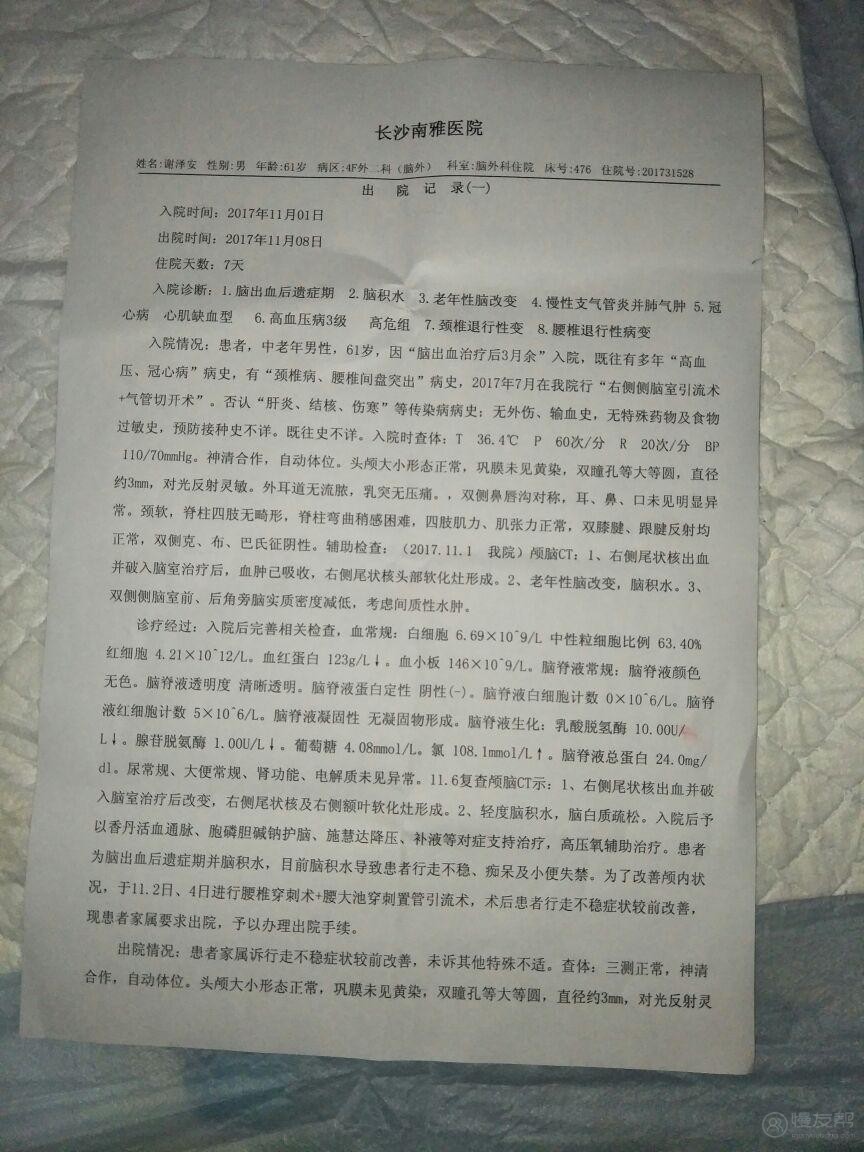 长沙南雅医院
姓名:谢泽安 性别:男 年龄:61岁 病区:4F外二科（脑外） 科室:脑外科住院 床号:476 住院号:201731528
出 院 记 录(一)
入院时间：2017年11月01日
出院时间：2017年11月08日
住院天数：7天
入院诊断：1.脑出血后遗症期 2.脑积水 3.老年性脑改变 4.慢性支气管炎并肺气肿 5.冠
心病 心肌缺血型 6.高血压病3级 高危组 7.颈椎退行性变 8.腰椎退行性病变
入院情况：患者，中老年男性，61岁，因“脑出血治疗后3月余”入院，既往有多年“高血
压、冠心病”病史，有“颈椎病、腰椎间盘突出”病史，2017年7月在我院行“右侧侧脑室引流术
+气管切开术”。否认“肝炎、结核、伤寒”等传染病病史；无外伤、输血史，无特殊药物及食物
过敏史，预防接种史不详。既往史不详。入院时查体：T 36.4℃ P 60次/分 R 20次/分 BP
110/70mmHg。神清合作，自动体位。头颅大小形态正常，巩膜未见黄染，双瞳孔等大等圆，直径
约3mm，对光反射灵敏。外耳道无流脓，乳突无压痛。，双侧鼻唇沟对称，耳、鼻、口未见明显异
常。颈软，脊柱四肢无畸形，脊柱弯曲稍感困难，四肢肌力、肌张力正常，双膝腱、跟腱反射均
正常，双侧克、布、巴氏征阴性。辅助检查：（2017.11.1 我院）颅脑CT：1、右侧尾状核出血
并破入脑室治疗后，血肿已吸收，右侧尾状核头部软化灶形成。2、老年性脑改变，脑积水。3、
双侧侧脑室前、后角旁脑实质密度减低，考虑间质性水肿。
诊疗经过：入院后完善相关检查，血常规：白细胞 6.69×10^9/L 中性粒细胞比例 63.40%
红细胞 4.21×10^12/L。血红蛋白 123g/L↓。血小板 146×10^9/L。脑脊液常规：脑脊液颜色
无色。脑脊液透明度 清晰透明。脑脊液蛋白定性 阴性(-)。脑脊液白细胞计数 0×10^6/L。脑脊
液红细胞计数 5×10^6/L。脑脊液凝固性 无凝固物形成。脑脊液生化：乳酸脱氢酶 10.00U/
L↓。腺苷脱氨酶 1.00U/L↓。葡萄糖 4.08mmol/L。氯 108.1mmol/L↑。脑脊液总蛋白 24.0mg/
dl。尿常规、大便常规、肾功能、电解质未见异常。11.6复查颅脑CT示：1、右侧尾状核出血并破
入脑室治疗后改变，右侧尾状核及右侧额叶软化灶形成。2、轻度脑积水，脑白质疏松。入院后予
以香丹活血通脉、胞磷胆碱钠护脑、施慧达降压、补液等对症支持治疗，高压氧辅助治疗。患者
为脑出血后遗症期并脑积水，目前脑积水导致患者行走不稳、痴呆及小便失禁。为了改善颅内状
况，于11.2日、4日进行腰椎穿刺术+腰大池穿刺置管引流术，术后患者行走不稳症状较前改善，
现患者家属要求出院，予以办理出院手续。
出院情况：患者家属诉行走不稳症状较前改善，未诉其他特殊不适。查体：三测正常，神清
合作，自动体位。头颅大小形态正常，巩膜未见黄染，双瞳孔等大等圆，直径约3mm，对光反射灵
慢友帮